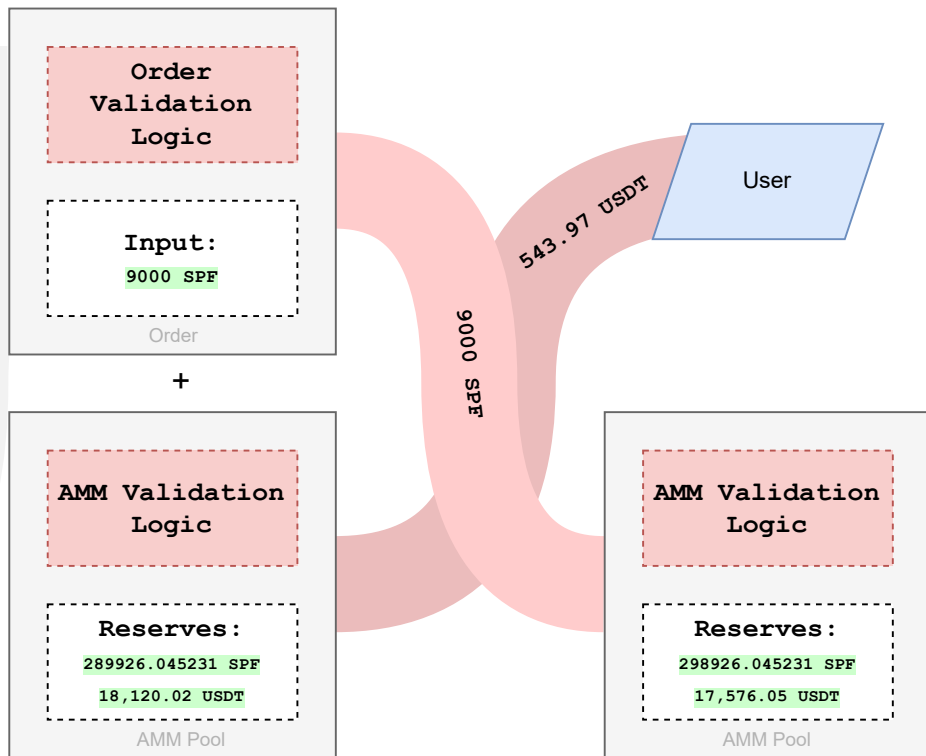 Order
Validation
Logic
Input:
9000 SPF
Order
543.97 USDT
User
9000 SPF
+
AMM Validation
Logic
Reserves:
289926.045231 SPF
18,120.02 USDT
AMM Pool
AMM Validation
Logic
Reserves:
298926.045231 SPF
17,576.05 USDT
AMM Pool